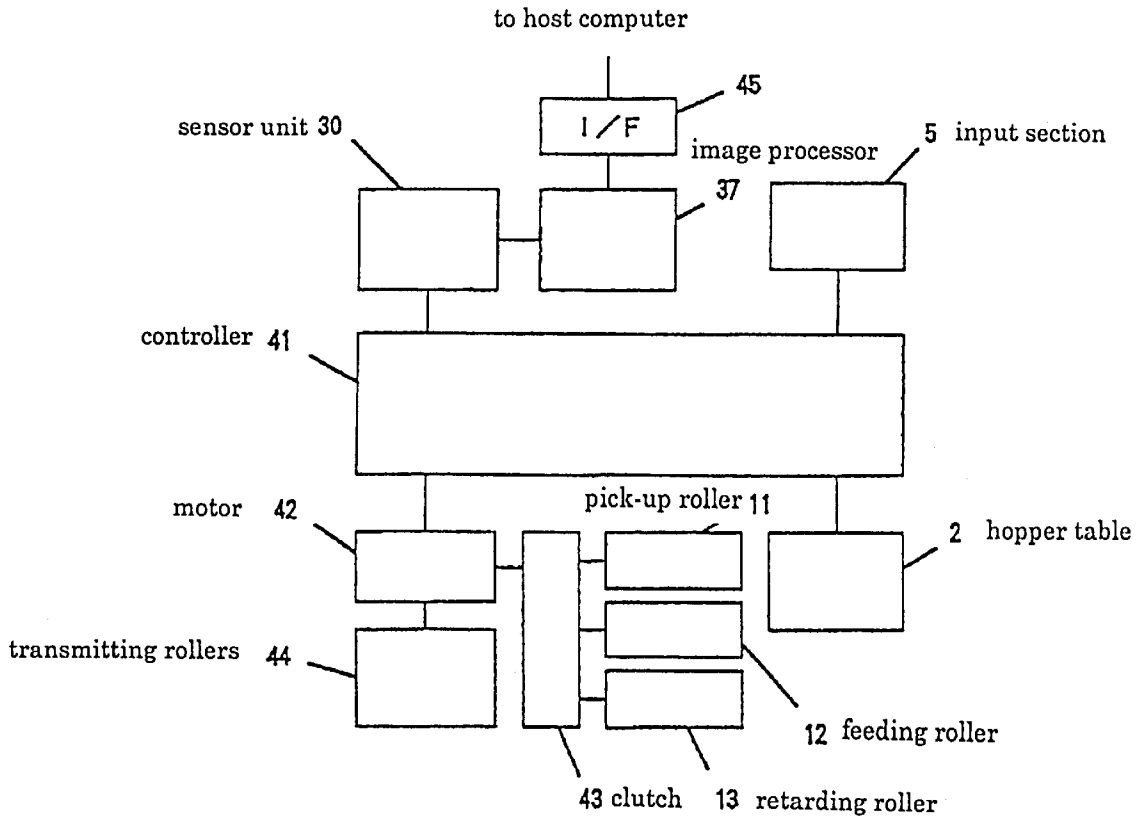 to host computer
45
I/F
sensor unit 30
image processor
37
5 input section
controller 41
motor 42
pick-up roller 11
2 hopper table
transmitting rollers 44
12 feeding roller
43 clutch
13 retarding roller